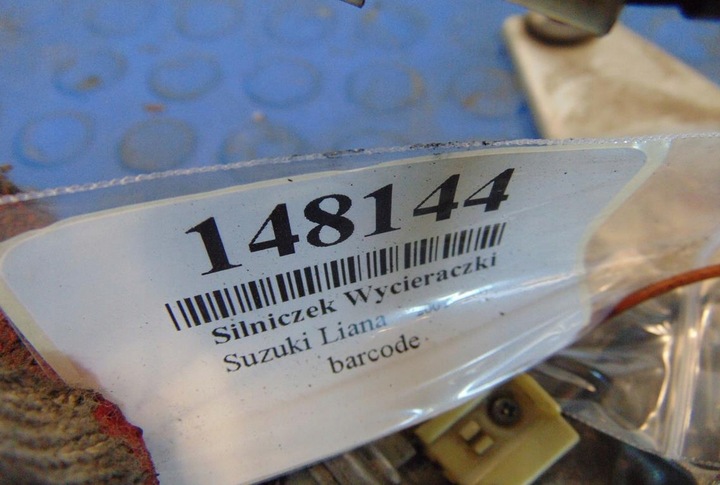 148144
Silniczek Wycieraczki
Suzuki Liana
barcode